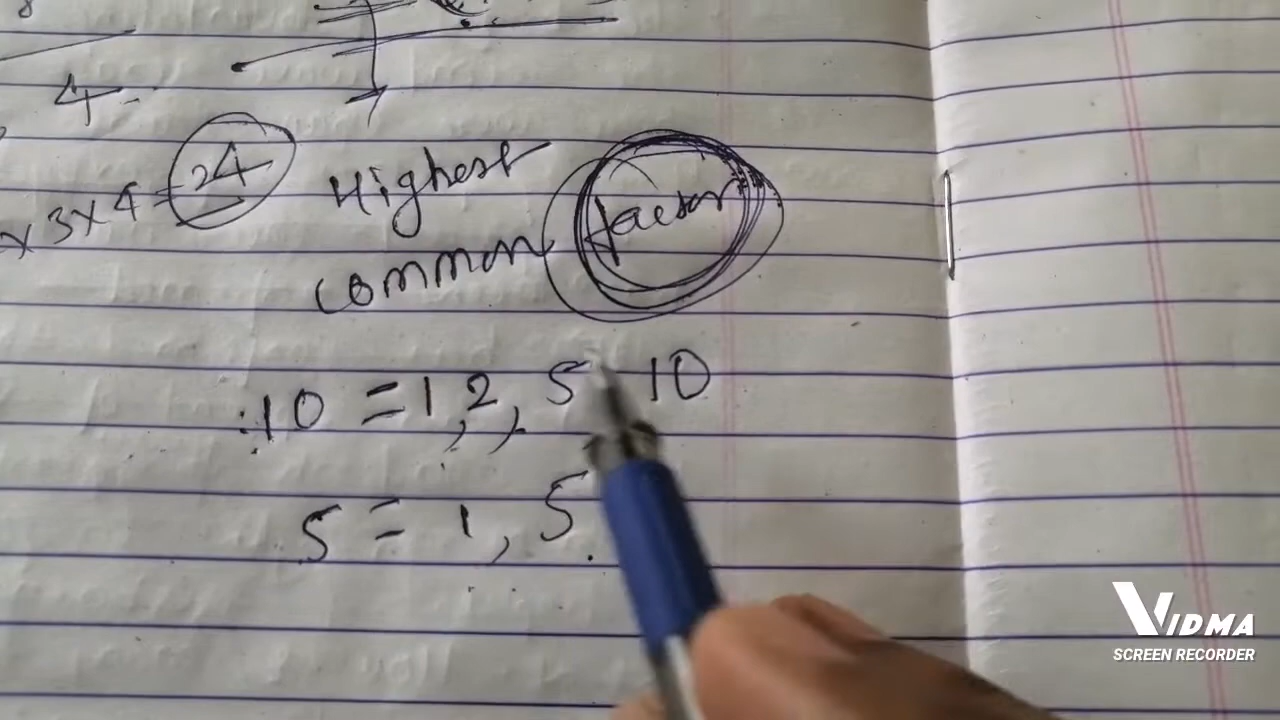 4
x 3 x 4 = 24
Highest
common factor
10 = 1, 2, 5 10
5 = 1, 5
VIDMA
SCREEN RECORDER